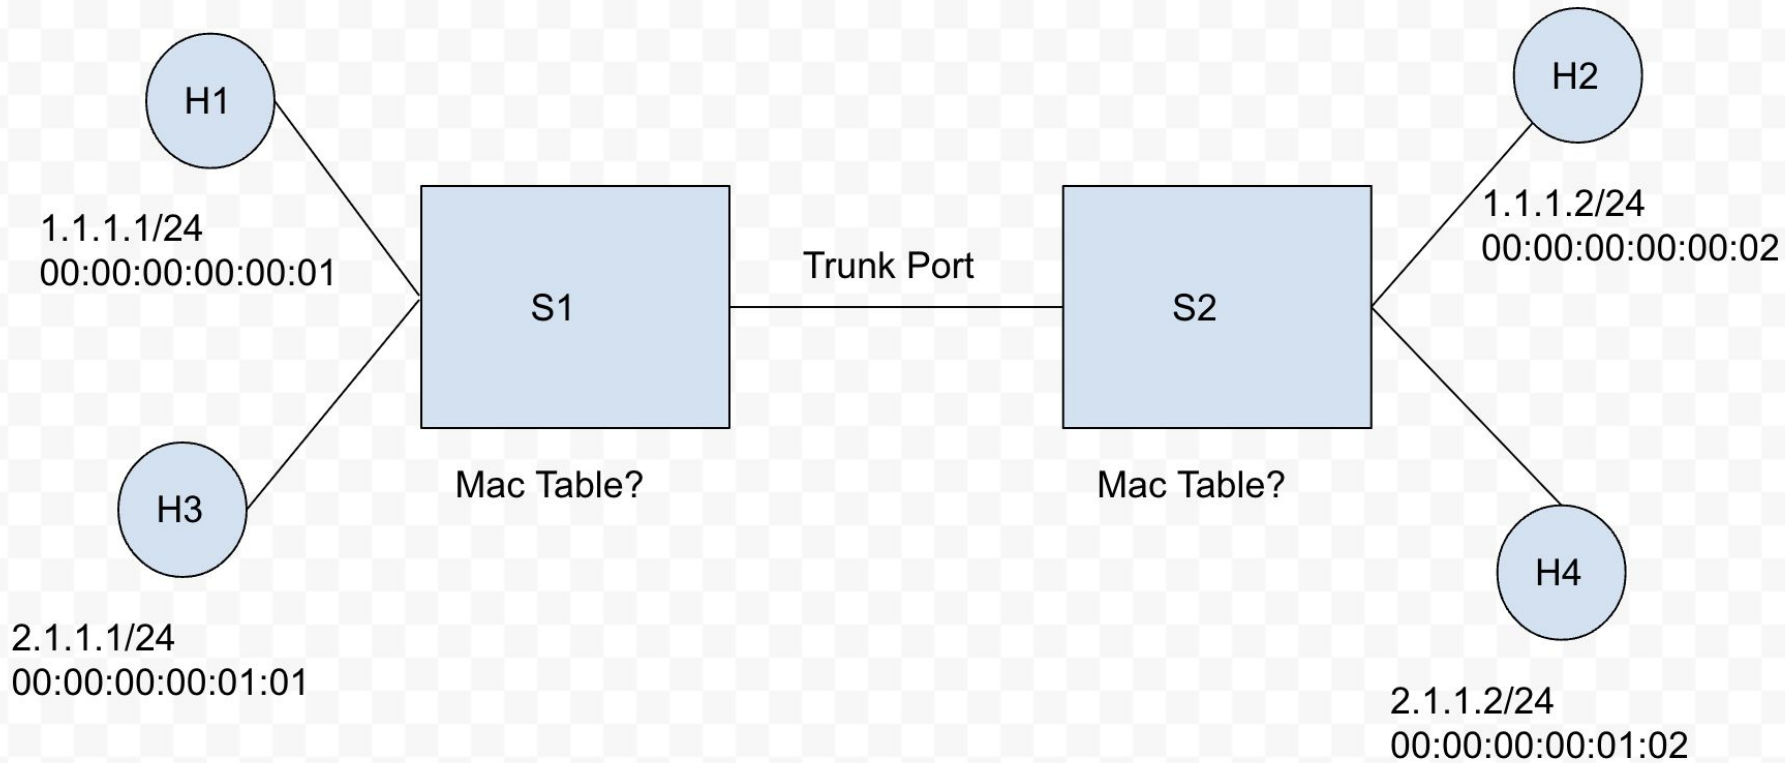 H1
H2
1.1.1.1/24
00:00:00:00:00:01
Trunk Port
1.1.1.2/24
00:00:00:00:00:02
S1
S2
Mac Table?
Mac Table?
H3
H4
2.1.1.1/24
00:00:00:00:01:01
2.1.1.2/24
00:00:00:00:01:02